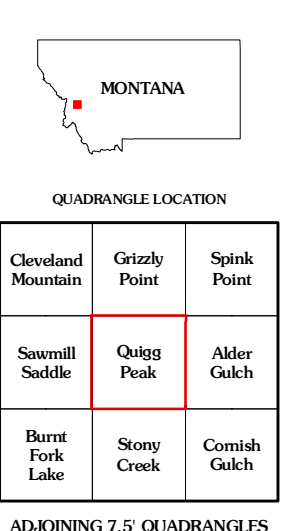 MONTANA
QUADRANGLE LOCATION
Cleveland Mountain
Grizzly Point
Spink Point
Sawmill Saddle
Quigg Peak
Alder Gulch
Burnt Fork Lake
Stony Creek
Cornish Gulch
ADJOINING 7.5' QUADRANGLES